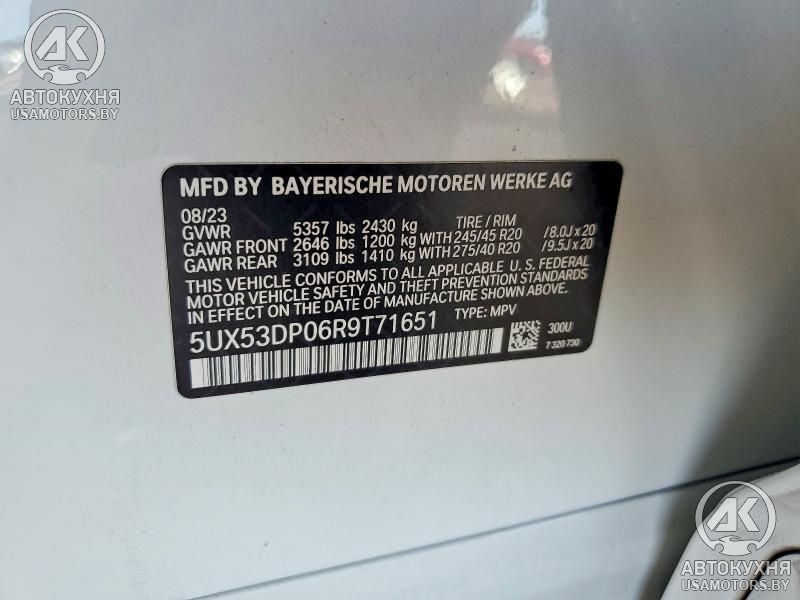 АК
АВТОКУХНЯ
USAMOTORS.BY
MFD BY BAYERISCHE MOTOREN WERKE AG
08/23
GVWR 5357 lbs 2430 kg TIRE / RIM
GAWR FRONT 2646 lbs 1200 kg WITH 245/45 R20 /8.0J x 20
GAWR REAR 3109 lbs 1410 kg WITH 275/40 R20 /9.5J x 20
THIS VEHICLE CONFORMS TO ALL APPLICABLE U.S. FEDERAL
MOTOR VEHICLE SAFETY AND THEFT PREVENTION STANDARDS
IN EFFECT ON THE DATE OF MANUFACTURE SHOWN ABOVE.
5UX53DP06R9T71651 TYPE: MPV
300U
7 320 730
АК
АВТОКУХНЯ
USAMOTORS.BY